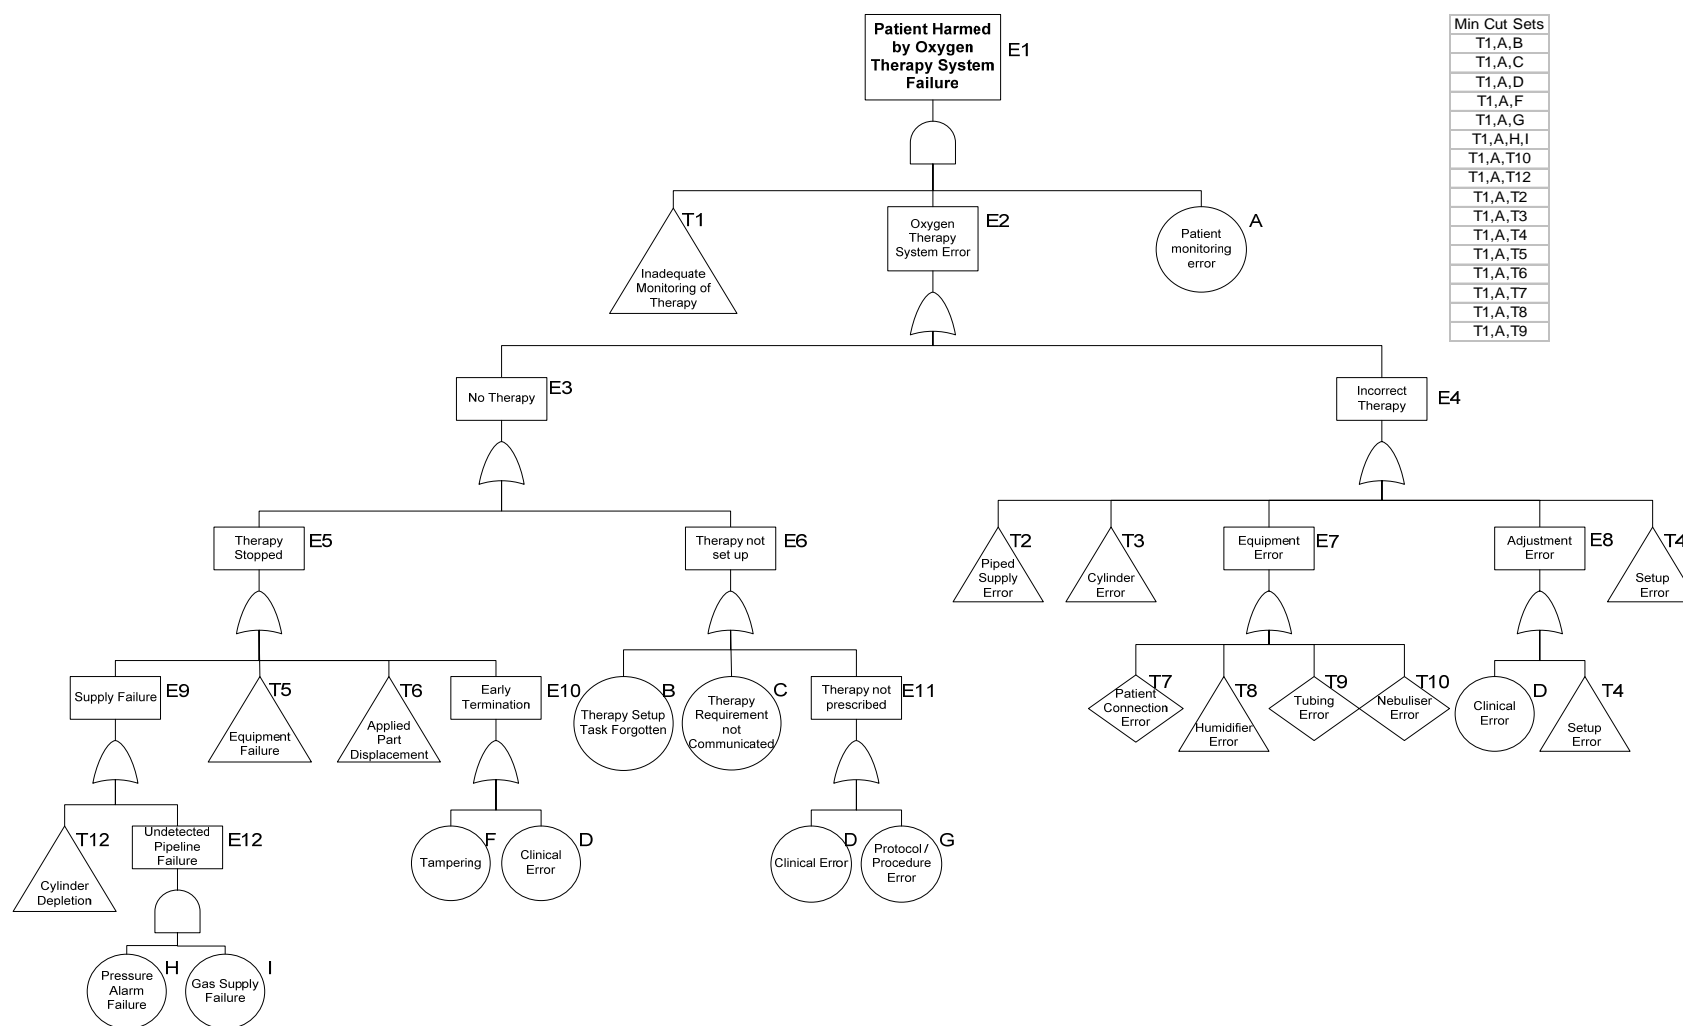 Patient Harmed
by Oxygen
Therapy System
Failure
E1
Min Cut Sets
T1,A,B
T1,A,C
T1,A,D
T1,A,F
T1,A,G
T1,A,H,I
T1,A,T10
T1,A,T12
T1,A,T2
T1,A,T3
T1,A,T4
T1,A,T5
T1,A,T6
T1,A,T7
T1,A,T8
T1,A,T9
T1
Inadequate
Monitoring of
Therapy
E2
Oxygen
Therapy
System Error
A
Patient
monitoring
error
No Therapy
E3
Incorrect
Therapy
E4
Therapy
Stopped
E5
Therapy not
set up
E6
T2
Piped
Supply
Error
T3
Cylinder
Error
Equipment
Error
E7
Adjustment
Error
E8
T4
Setup
Error
Supply Failure
E9
T5
Equipment
Failure
T6
Applied
Part
Displacement
Early
Termination
E10
B
Therapy Setup
Task Forgotten
C
Therapy
Requirement
not
Communicated
Therapy not
prescribed
E11
T7
Patient
Connection
Error
T8
Humidifier
Error
T9
Tubing
Error
T10
Nebuliser
Error
D
Clinical
Error
T4
Setup
Error
T12
Cylinder
Depletion
Undetected
Pipeline
Failure
E12
F
Tampering
D
Clinical
Error
D
Clinical Error
G
Protocol /
Procedure
Error
H
Pressure
Alarm
Failure
I
Gas Supply
Failure